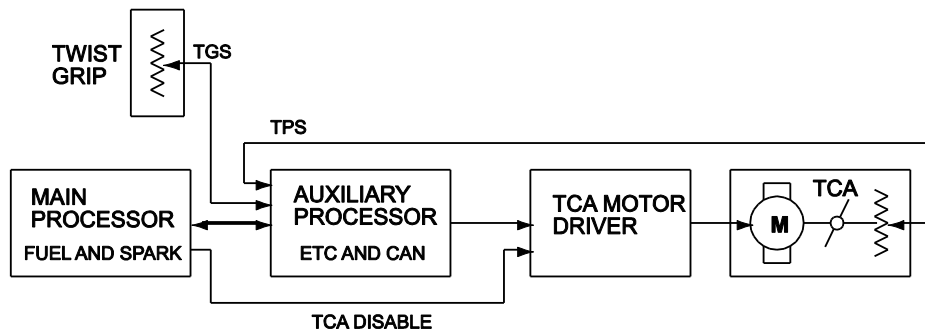 TWIST
GRIP
TGS
TPS
MAIN
PROCESSOR
FUEL AND SPARK
AUXILIARY
PROCESSOR
ETC AND CAN
TCA MOTOR
DRIVER
TCA
M
TCA DISABLE